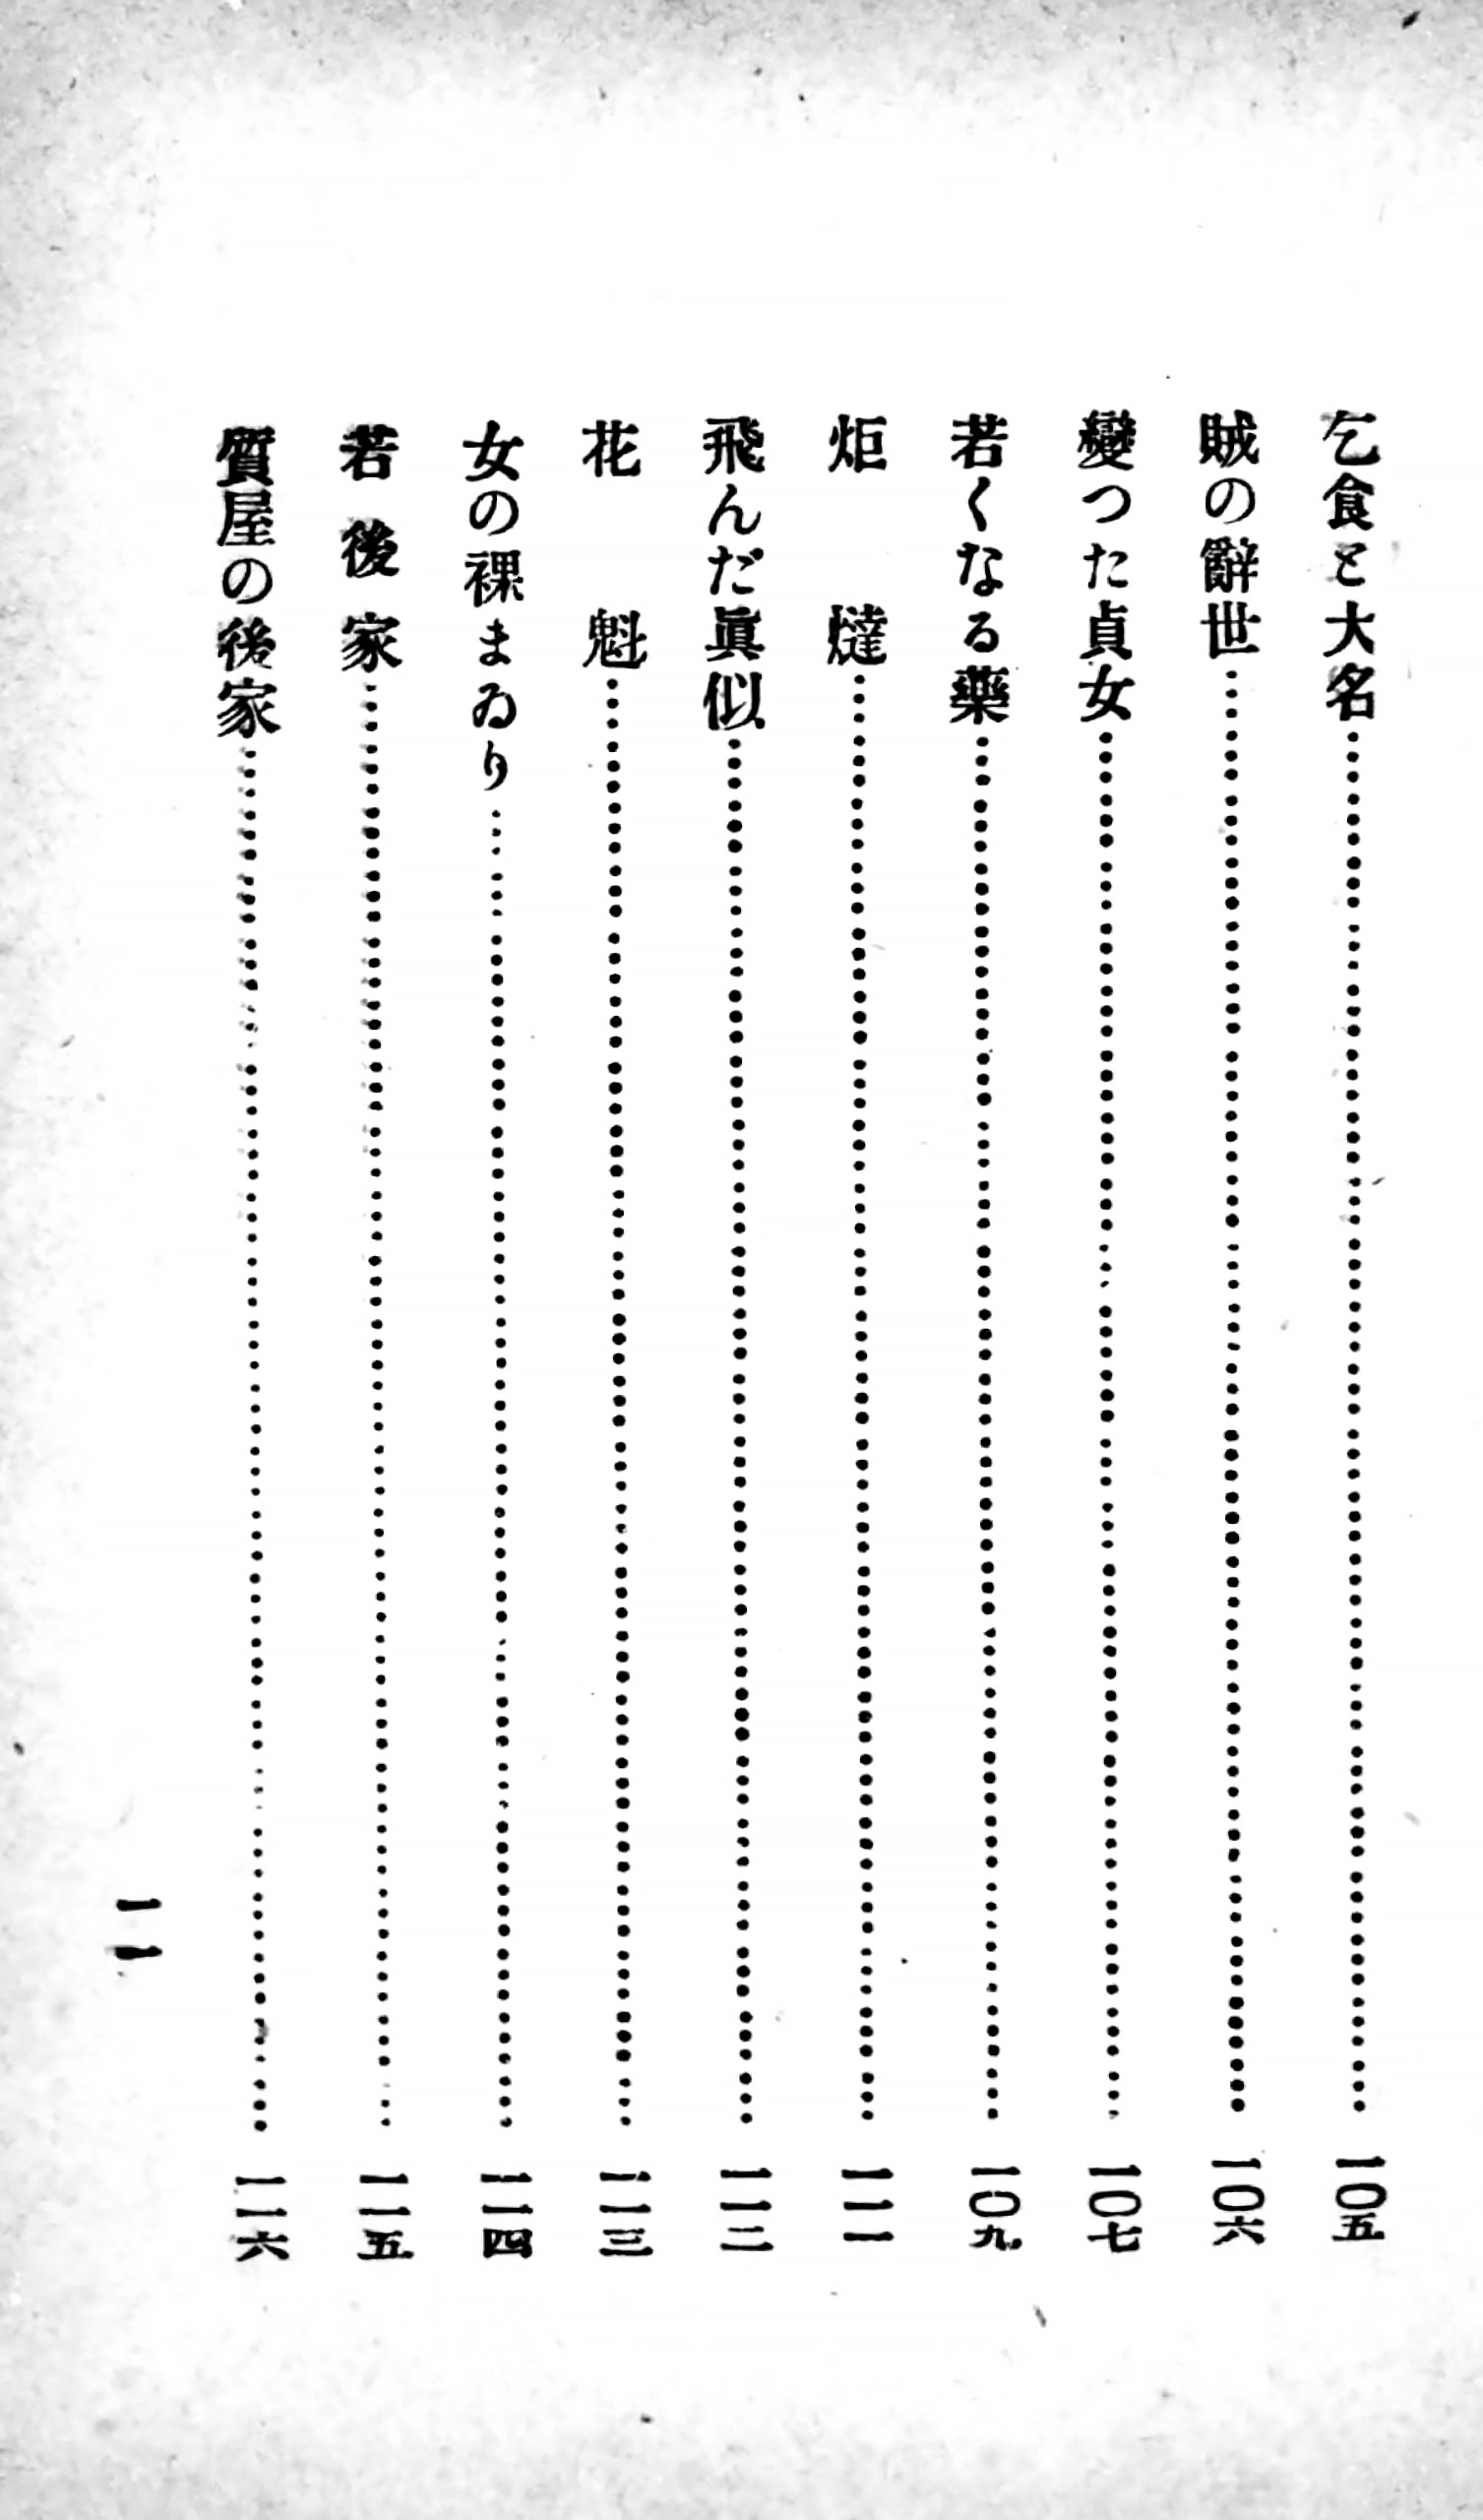 乞食と大名……一〇五
賊の辭世……一〇六
變つた貞女……一〇七
若くなる藥……一〇九
炬燵……一一一
飛んだ眞似……一一二
花魁……一一三
女の裸まゐり……一一四
若後家……一一五
質屋の後家……一一六
一一